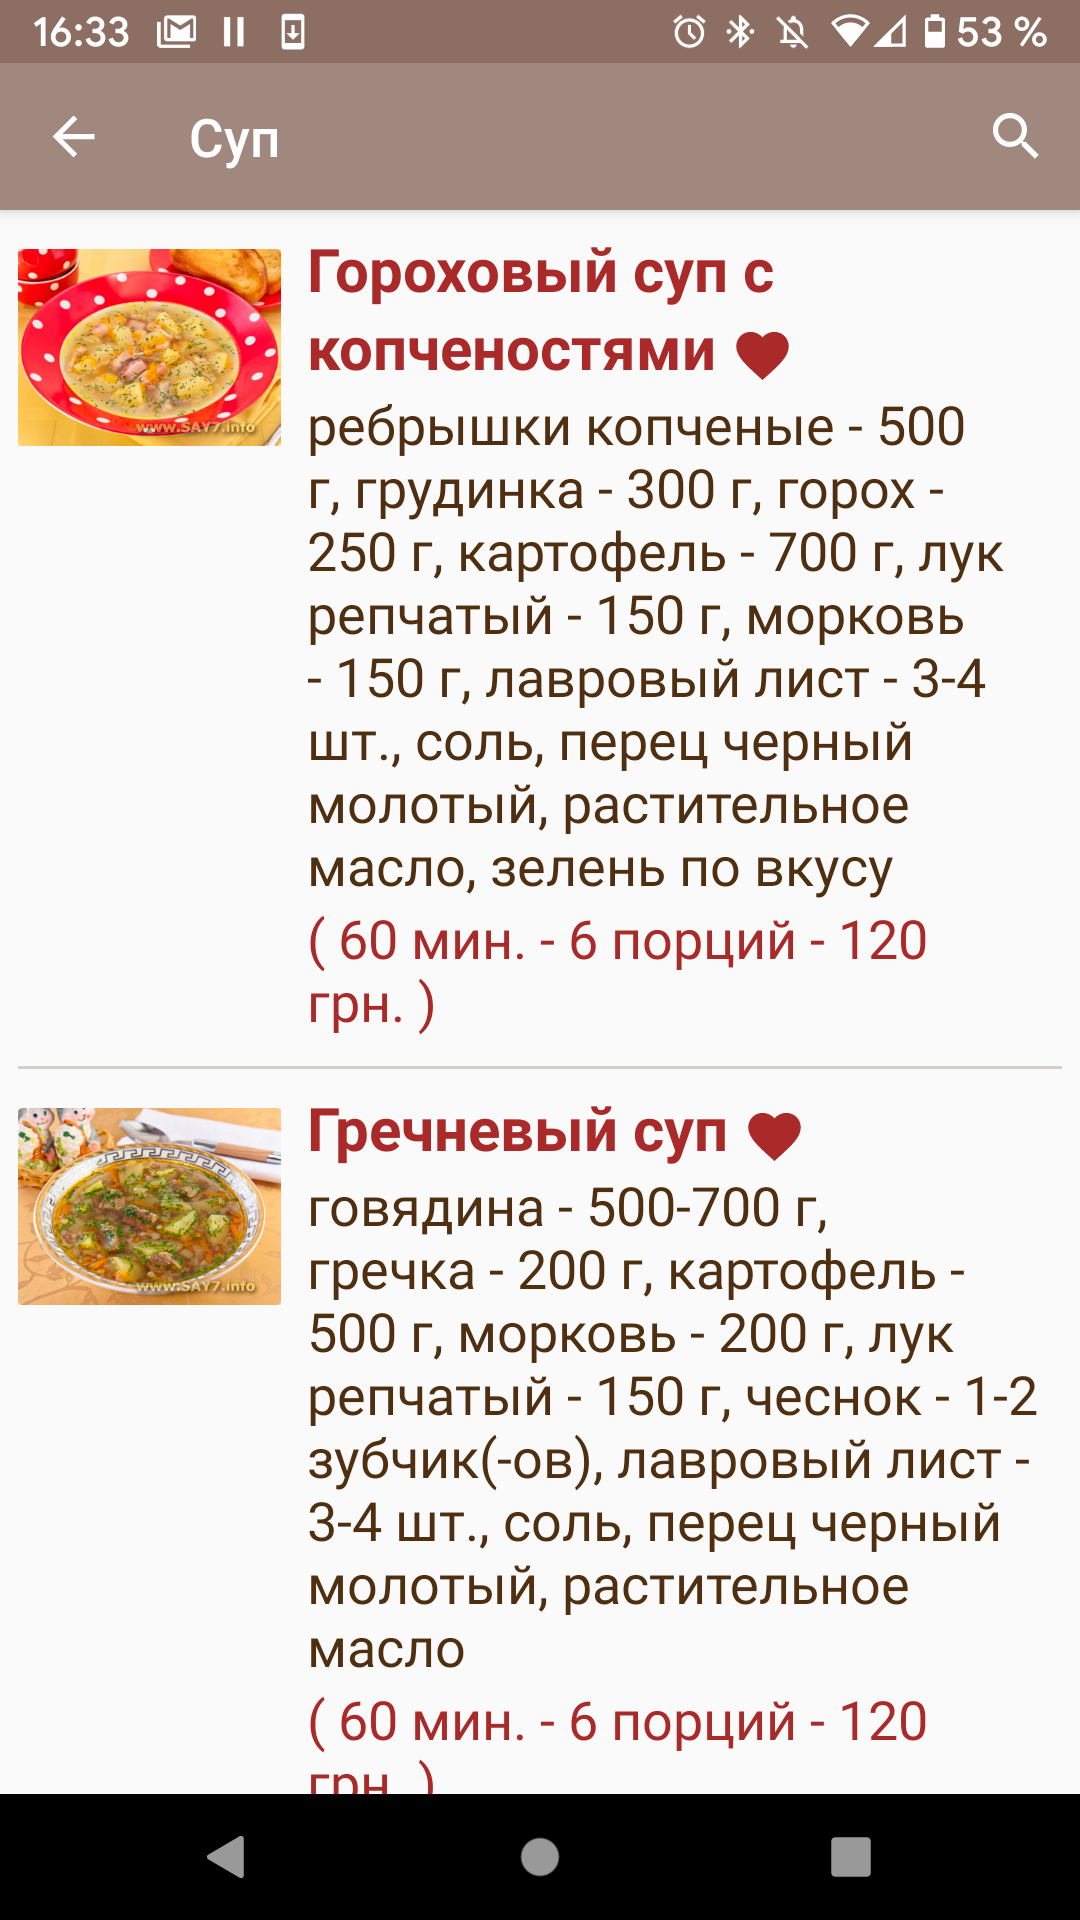 16:33
53 %
Суп
Гороховый суп с
копченостями
ребрышки копченые - 500
г, грудинка - 300 г, горох -
250 г, картофель - 700 г, лук
репчатый - 150 г, морковь
- 150 г, лавровый лист - 3-4
шт., соль, перец черный
молотый, растительное
масло, зелень по вкусу
( 60 мин. - 6 порций - 120
грн. )
www.SAY7.info
Гречневый суп
говядина - 500-700 г,
гречка - 200 г, картофель -
500 г, морковь - 200 г, лук
репчатый - 150 г, чеснок - 1-2
зубчик(-ов), лавровый лист -
3-4 шт., соль, перец черный
молотый, растительное
масло
( 60 мин. - 6 порций - 120
грн. )
www.SAY7.info